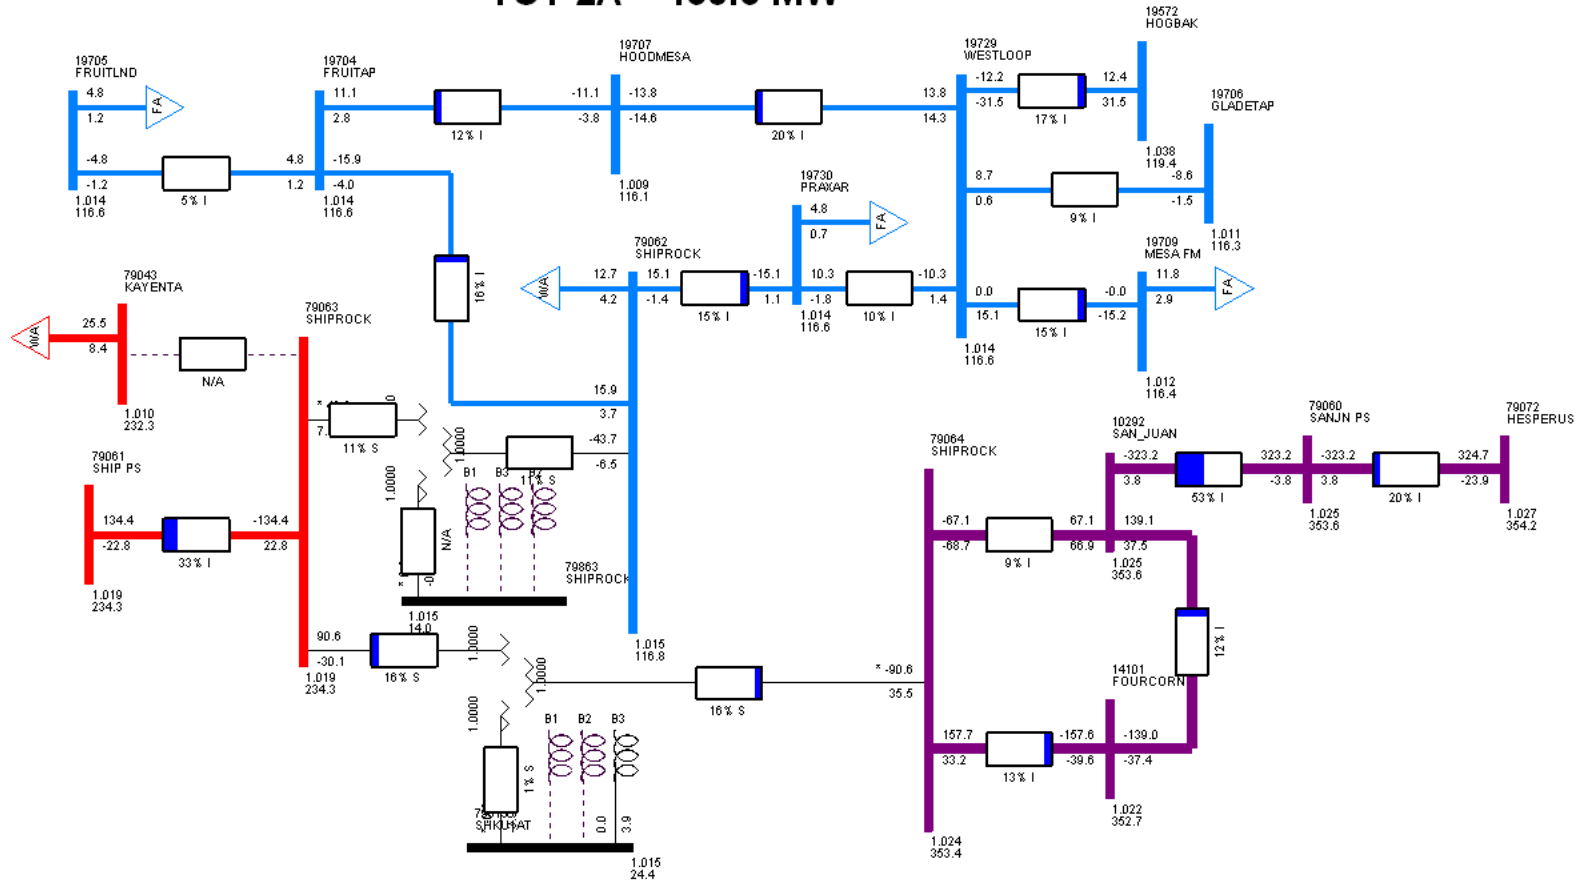 19572
HOGBAK
19707
HOODMESA
19729
WESTLOOP
19705
FRUITLND
19704
FRUITAP
4.8
FA
1.2
11.1
2.8
12% I
-11.1
-3.8
-13.8
-14.6
20% I
13.8
14.3
-12.2
-31.5
17% I
12.4
31.5
19706
GLADETAP
1.038
119.4
-4.8
-1.2
5% I
4.8
1.2
-15.9
-4.0
1.014
116.6
1.014
116.6
1.009
116.1
19730
PRAXAR
4.8
0.7
FA
8.7
0.6
9% I
-8.6
-1.5
1.011
116.3
79043
KAYENTA
25.5
8.4
WA
N/A
1.010
232.3
79063
SHIPROCK
16% I
79062
SHIPROCK
WA
12.7
4.2
15.1
-1.4
15% I
-15.1
1.1
10.3
-1.8
10% I
-10.3
1.4
1.014
116.6
19709
MESA FM
0.0
15.1
15% I
-0.0
-15.2
11.8
2.9
FA
1.014
116.6
1.012
116.4
15.9
3.7
7.
11% S
1.0000
11% S
-43.7
-6.5
1.0000
B1
B3
B2
N/A
79863
SHIPROCK
1.015
14.0
79061
SHIP PS
134.4
-22.8
33% I
-134.4
22.8
1.019
234.3
90.6
-30.1
16% S
1.0000
1.019
234.3
1.015
116.8
1.0000
16% S
* -90.6
35.5
1.0000
1% S
B1
B2
B3
0.0
3.9
1.015
24.4
79064
SHIPROCK
10292
SAN_JUAN
79060
SANJN PS
79072
HESPERUS
-323.2
3.8
53% I
323.2
-3.8
-323.2
3.8
20% I
324.7
-23.9
1.025
353.6
1.027
354.2
-67.1
-68.7
9% I
67.1
66.9
139.1
37.5
1.025
353.6
12% I
14101
FOURCORN
157.7
33.2
13% I
-157.6
-39.6
-139.0
-37.4
1.022
352.7
1.024
353.4